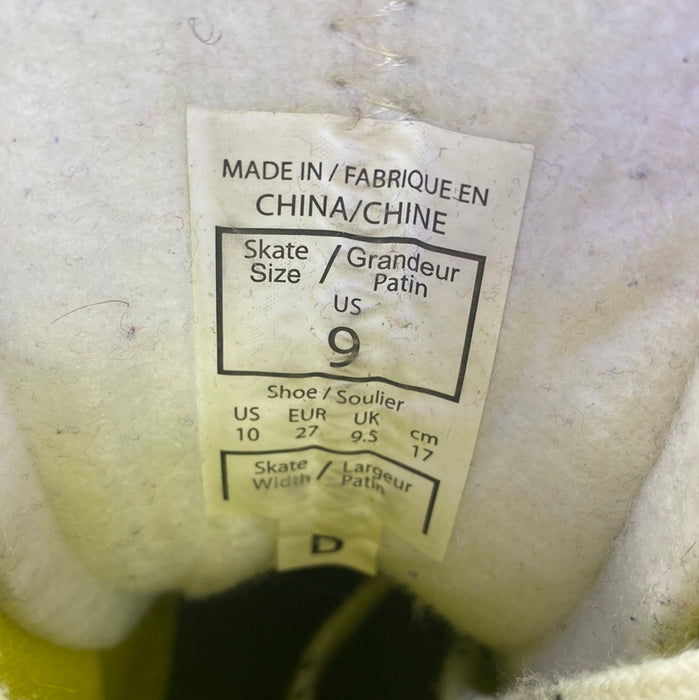 MADE IN / FABRIQUE EN
CHINA/CHINE
Skate Size / Grandeur Patin
US
9
Shoe / Soulier
US EUR UK cm
10 27 9.5 17
Skate Width / Largeur Patin
D